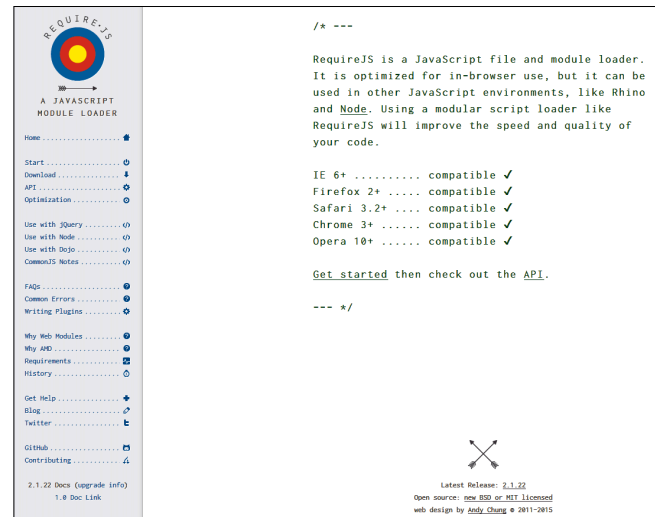 REQUIRE.JS
A JAVASCRIPT
MODULE LOADER
Home ...................
Start ..................
Download ...............
API ....................
Optimization ...........
Use with jQuery .........
Use with Node ...........
Use with Dojo ...........
CommonJS Notes ..........
FAQs ...................
Common Errors ...........
Writing Plugins .........
Why Web Modules .........
Why AMD ................
Requirements ...........
History ................
Get Help ...............
Blog ...................
Twitter ................
GitHub .................
Contributing ...........
2.1.22 Docs (upgrade info)
1.0 Doc Link
/* ---
RequireJS is a JavaScript file and module loader.
It is optimized for in-browser use, but it can be
used in other JavaScript environments, like Rhino
and Node. Using a modular script loader like
RequireJS will improve the speed and quality of
your code.
IE 6+ .......... compatible ✔
Firefox 2+ ..... compatible ✔
Safari 3.2+ .... compatible ✔
Chrome 3+ ...... compatible ✔
Opera 10+ ...... compatible ✔
Get started then check out the API.
--- */
Latest Release: 2.1.22
Open source: new BSD or MIT licensed
web design by Andy Chung © 2011-2015